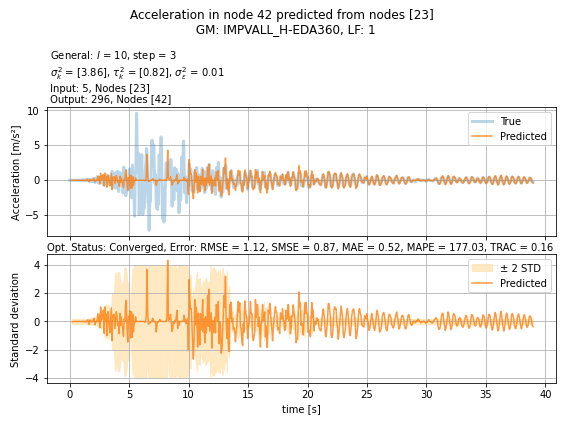 Acceleration in node 42 predicted from nodes [23]
GM: IMPVALL_H-EDA360, LF: 1
General: l = 10, step = 3
σ²ₖ = [3.86], τ²ₖ = [0.82], σ²ε = 0.01
Input: 5, Nodes [23]
Output: 296, Nodes [42]
Acceleration [m/s²]
10
5
0
−5
True
Predicted
Opt. Status: Converged, Error: RMSE = 1.12, SMSE = 0.87, MAE = 0.52, MAPE = 177.03, TRAC = 0.16
Standard deviation
4
2
0
−2
−4
± 2 STD
Predicted
0 5 10 15 20 25 30 35 40
time [s]